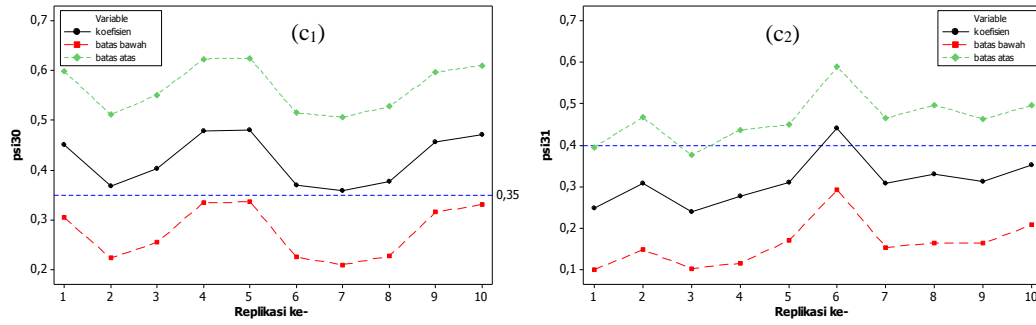 (c1)
Variable
koefisien
batas bawah
batas atas
psi30
0,7
0,6
0,5
0,4
0,3
0,2
0,35
1 2 3 4 5 6 7 8 9 10
Replikasi ke-
(c2)
Variable
koefisien
batas bawah
batas atas
psi31
0,7
0,6
0,5
0,4
0,3
0,2
0,1
1 2 3 4 5 6 7 8 9 10
Replikasi ke-